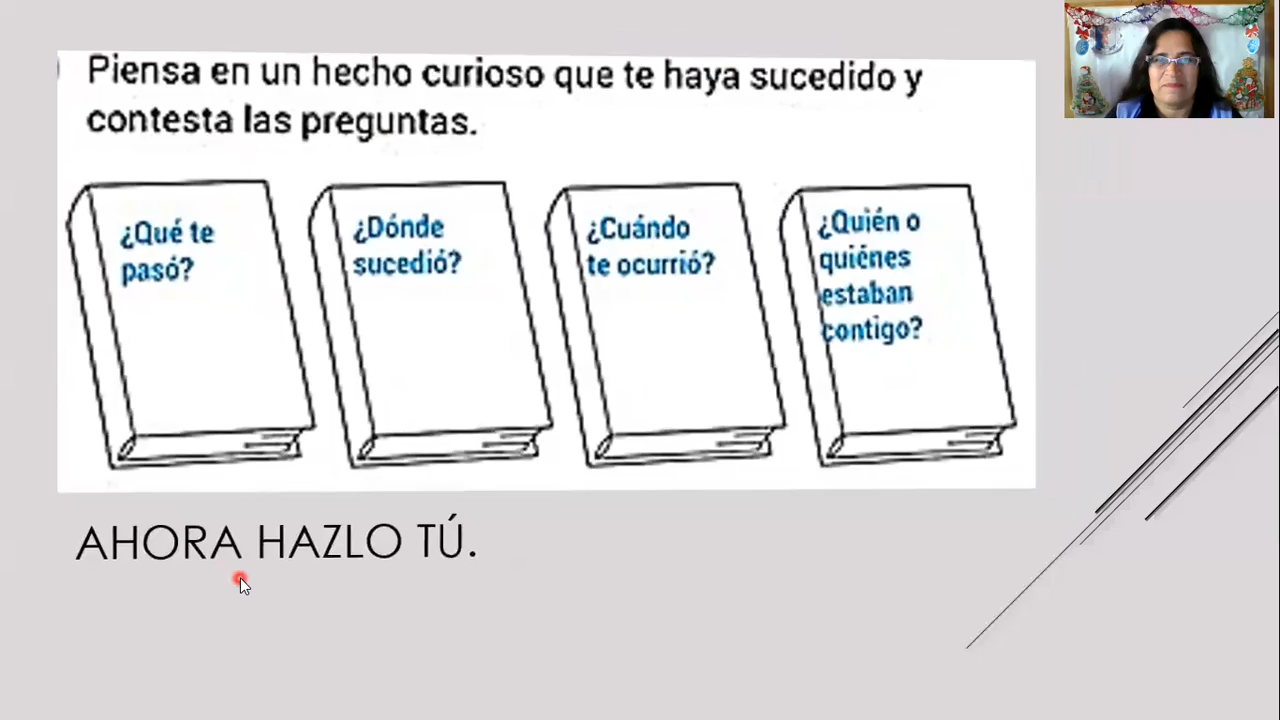 Piensa en un hecho curioso que te haya sucedido y
contesta las preguntas.
¿Qué te
pasó?
¿Dónde
sucedió?
¿Cuándo
te ocurrió?
¿Quién o
quiénes
estaban
contigo?
AHORA HAZLO TÚ.